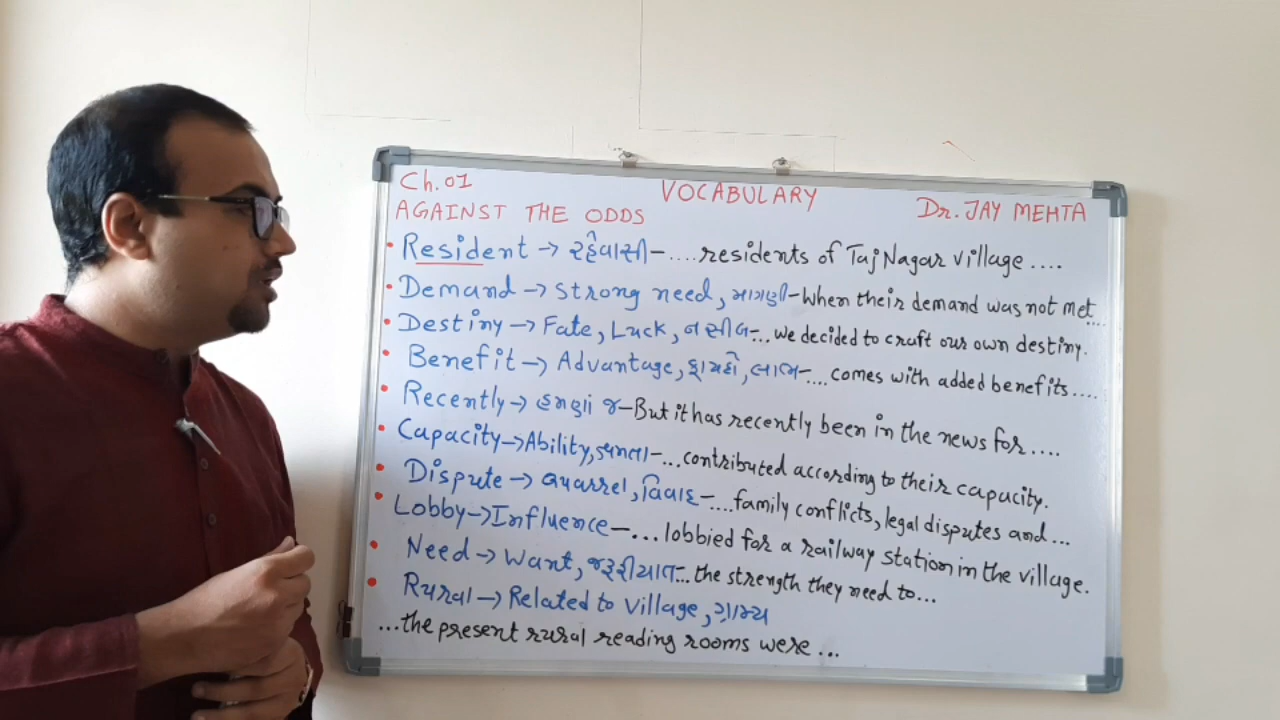 Ch.01
VOCABULARY
Dr. JAY MEHTA
AGAINST THE ODDS
• Resident → રહેવાસી - ....residents of Taj Nagar village ....
• Demand → Strong need, માગણી - When their demand was not met ...
• Destiny → Fate, Luck, નસીબ - ... we decided to craft our own destiny.
• Benefit → Advantage, ફાયદો, લાભ - ....comes with added benefits....
• Recently → હમણાં જ - But it has recently been in the news for ....
• Capacity → Ability, ક્ષમતા - ...contributed according to their capacity.
• Dispute → quarrel, વિવાદ - ....family conflicts, legal disputes and...
• Lobby → Influence - ... lobbied for a railway station in the village.
• Need → Want, જરૂરીયાત - ... the strength they need to...
• Rural → Related to village, ગ્રામ્ય
...the present rural reading rooms were ...